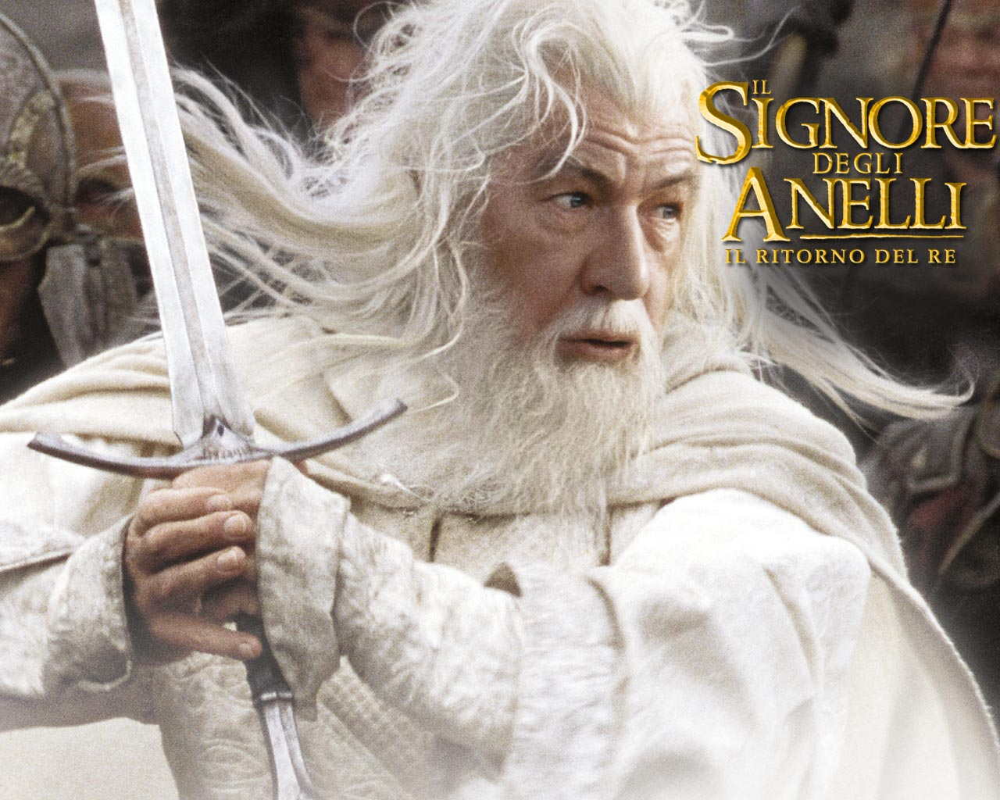 IL
SIGNORE
DEGLI
ANELLI
IL RITORNO DEL RE